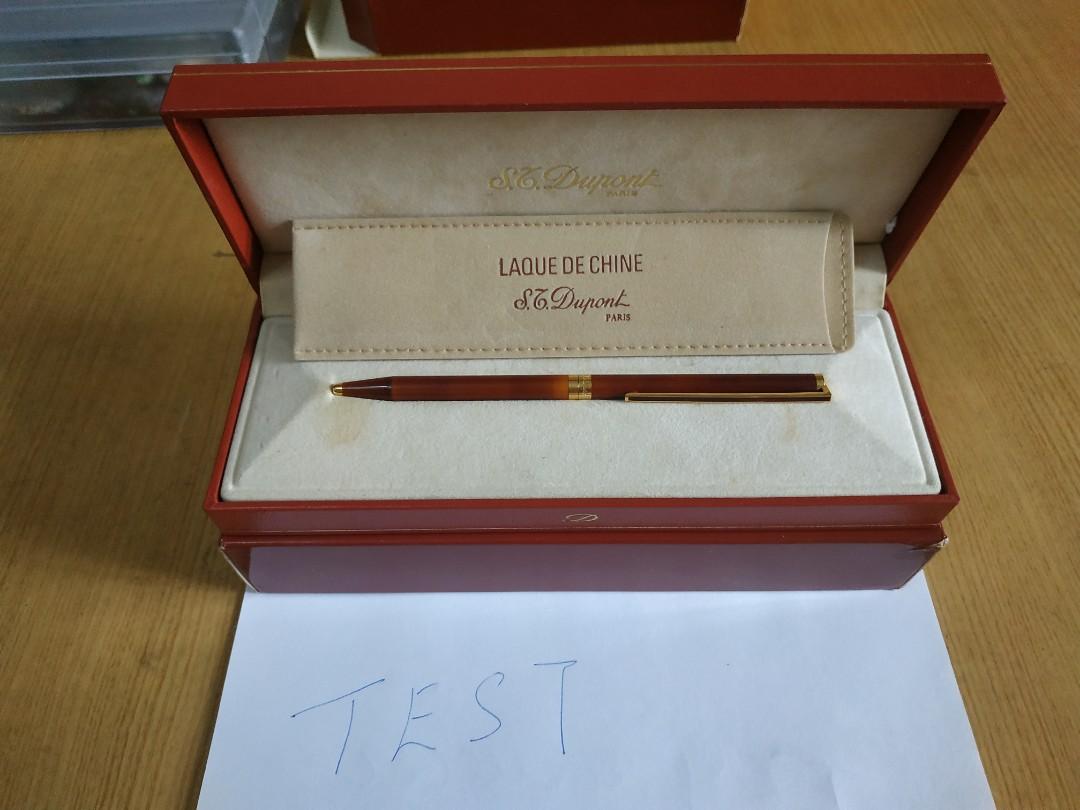 S.T. Dupont
PARIS
LAQUE DE CHINE
S.T. Dupont
PARIS
D
TEST